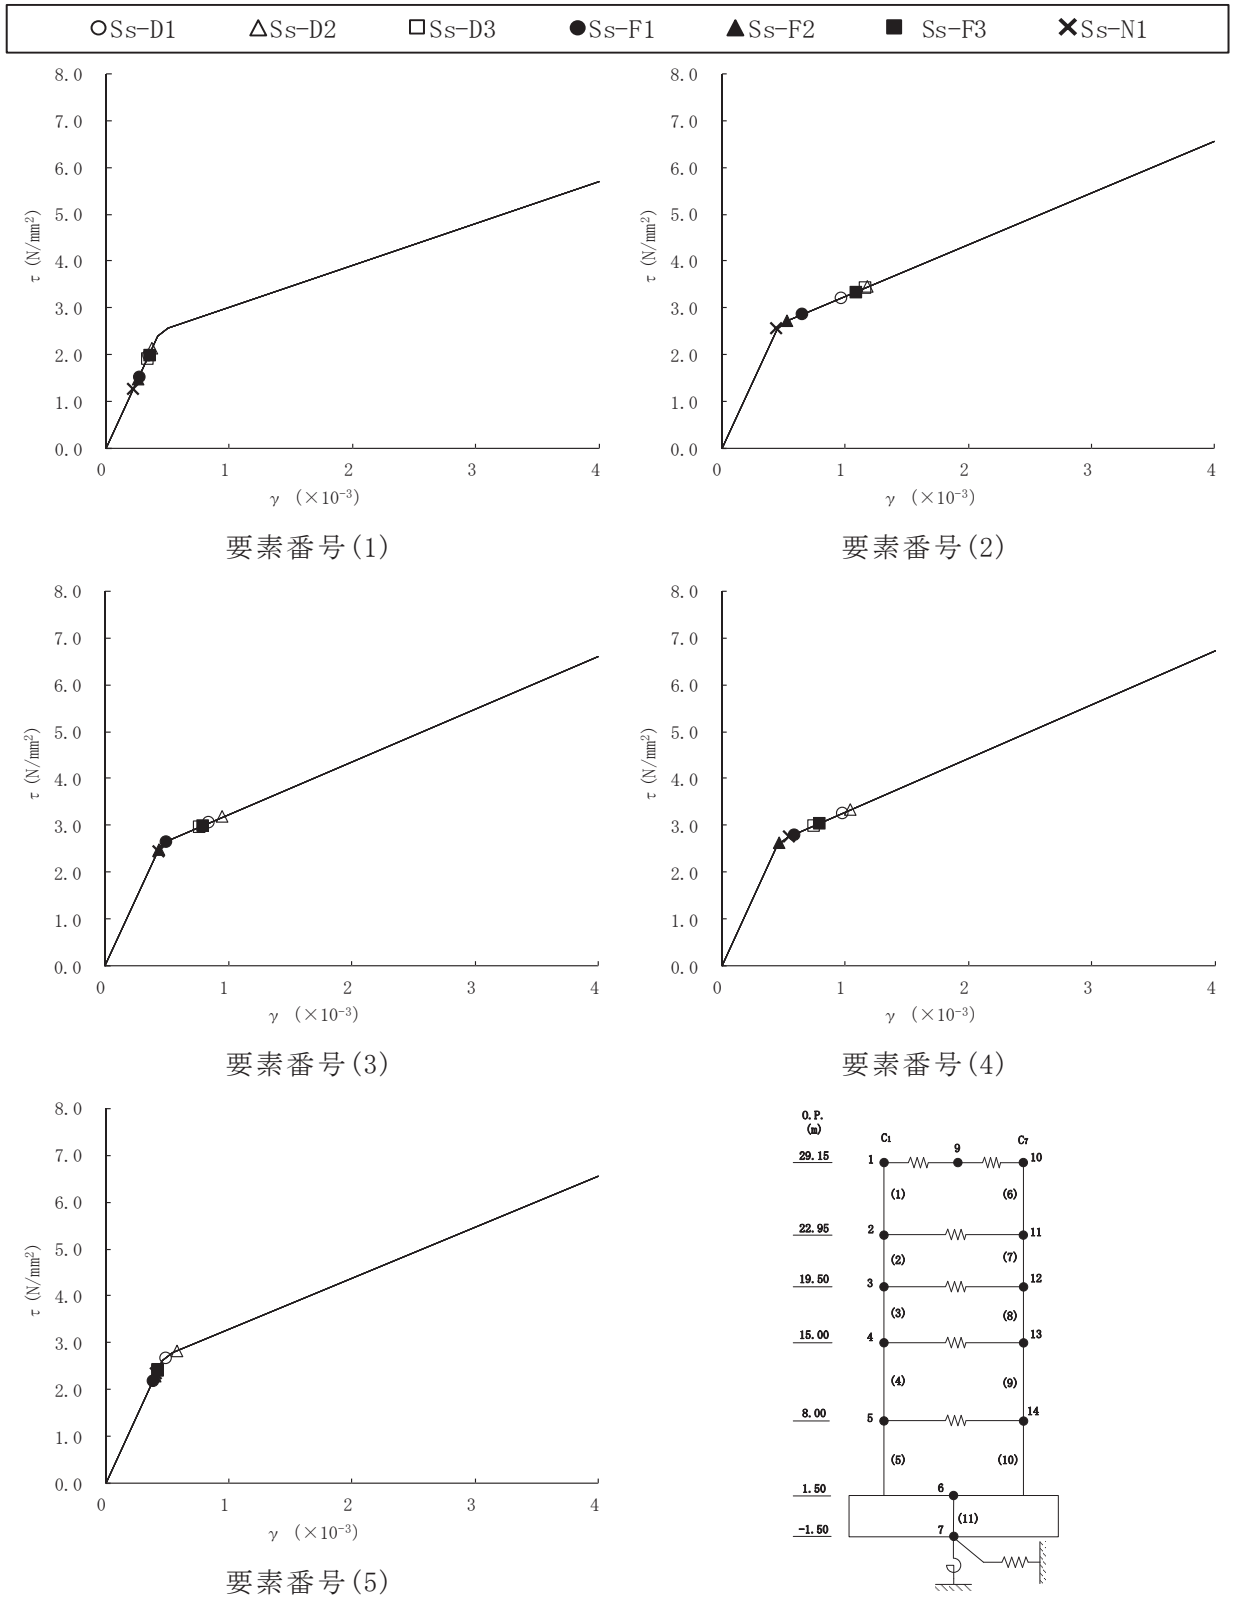 ○Ss-D1 △Ss-D2 □Ss-D3 ●Ss-F1 ▲Ss-F2 ■ Ss-F3 ×Ss-N1
8.0
7.0
6.0
5.0
4.0
3.0
2.0
1.0
0.0
τ (N/mm²)
0 1 2 3 4
γ (×10⁻³)
要素番号(1)
8.0
7.0
6.0
5.0
4.0
3.0
2.0
1.0
0.0
τ (N/mm²)
0 1 2 3 4
γ (×10⁻³)
要素番号(2)
8.0
7.0
6.0
5.0
4.0
3.0
2.0
1.0
0.0
τ (N/mm²)
0 1 2 3 4
γ (×10⁻³)
要素番号(3)
8.0
7.0
6.0
5.0
4.0
3.0
2.0
1.0
0.0
τ (N/mm²)
0 1 2 3 4
γ (×10⁻³)
要素番号(4)
8.0
7.0
6.0
5.0
4.0
3.0
2.0
1.0
0.0
τ (N/mm²)
0 1 2 3 4
γ (×10⁻³)
要素番号(5)
O.P.
(m)
C₁ C₇
29.15 1 9 10
(1) (6)
22.95 2 11
(2) (7)
19.50 3 12
(3) (8)
15.00 4 13
(4) (9)
8.00 5 14
(5) (10)
1.50 6
(11)
-1.50 7